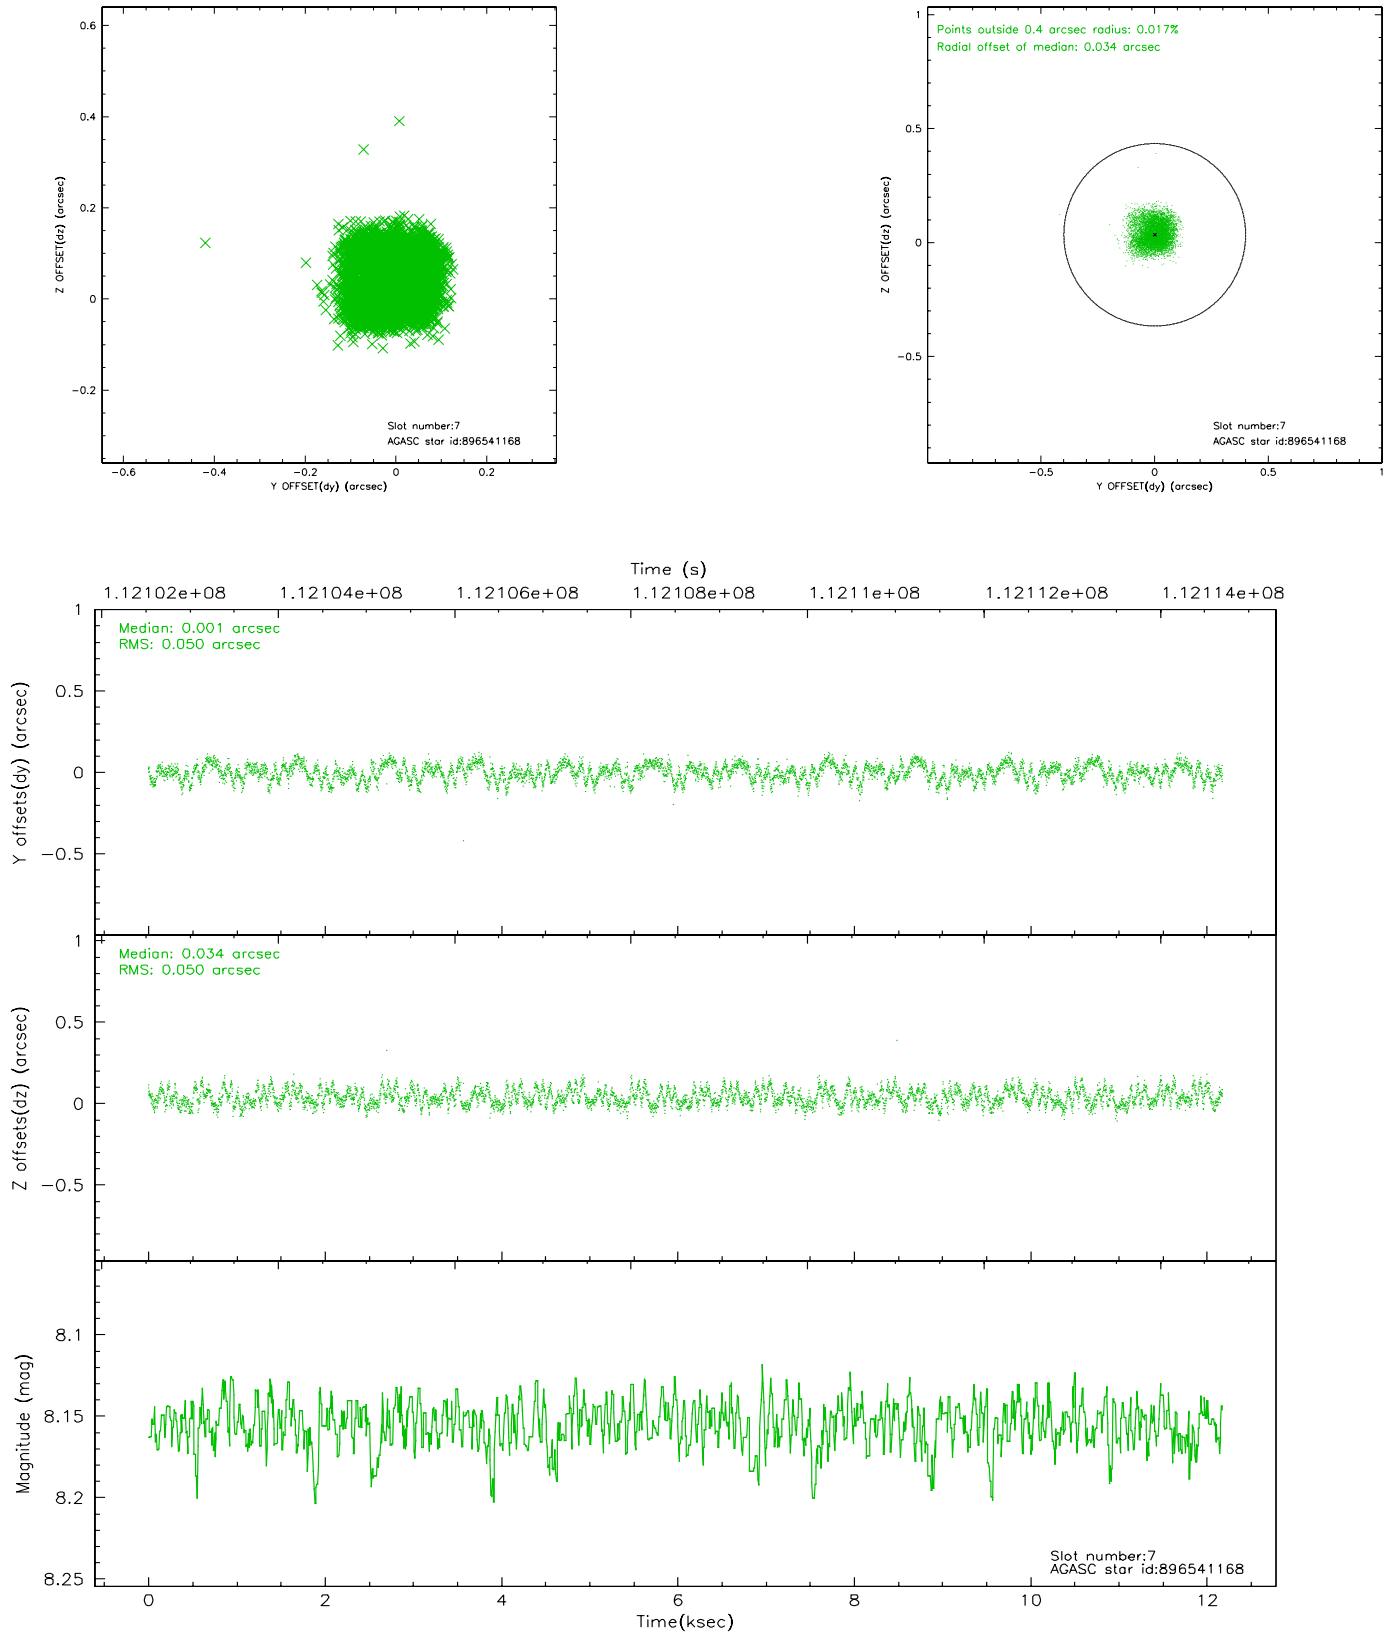 0.6
0.4
0.2
0
−0.2
Z OFFSET(dz) (arcsec)
Slot number:7
AGASC star id:896541168
−0.6 −0.4 −0.2 0 0.2
Y OFFSET(dy) (arcsec)
Points outside 0.4 arcsec radius: 0.017%
Radial offset of median: 0.034 arcsec
1
0.5
0
−0.5
Z OFFSET(dz) (arcsec)
Slot number:7
AGASC star id:896541168
−0.5 0 0.5 1
Y OFFSET(dy) (arcsec)
Time (s)
1.12102e+08 1.12104e+08 1.12106e+08 1.12108e+08 1.1211e+08 1.12112e+08 1.12114e+08
Median: 0.001 arcsec
RMS: 0.050 arcsec
1
0.5
0
−0.5
Y offsets(dy) (arcsec)
Median: 0.034 arcsec
RMS: 0.050 arcsec
1
0.5
0
−0.5
Z offsets(dz) (arcsec)
8.1
8.15
8.2
8.25
Magnitude (mag)
Slot number:7
AGASC star id:896541168
0 2 4 6 8 10 12
Time(ksec)